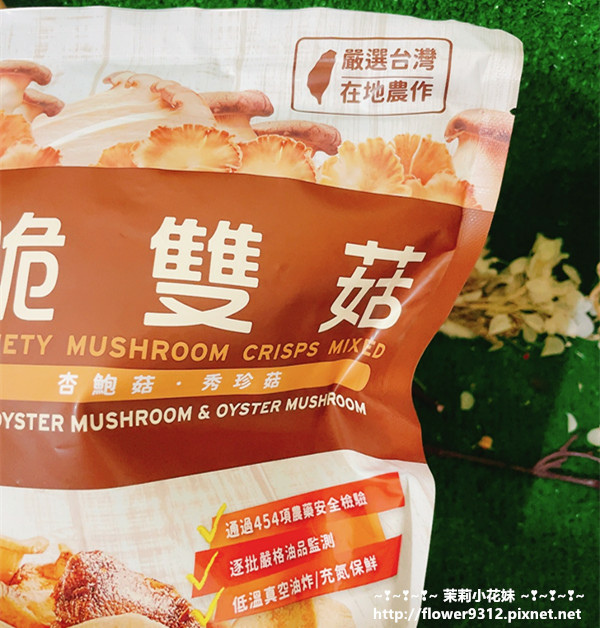 嚴選台灣
在地農作
脆雙菇
ETY MUSHROOM CRISPS MIXED
杏鮑菇·秀珍菇
OYSTER MUSHROOM & OYSTER MUSHROOM
通過454項農藥安全檢驗
逐批嚴格油品監測
低溫真空油炸/充氮保鮮
~❣~❣~❣~ 茉莉小花妹 ~❣~❣~❣~
http://flower9312.pixnet.net